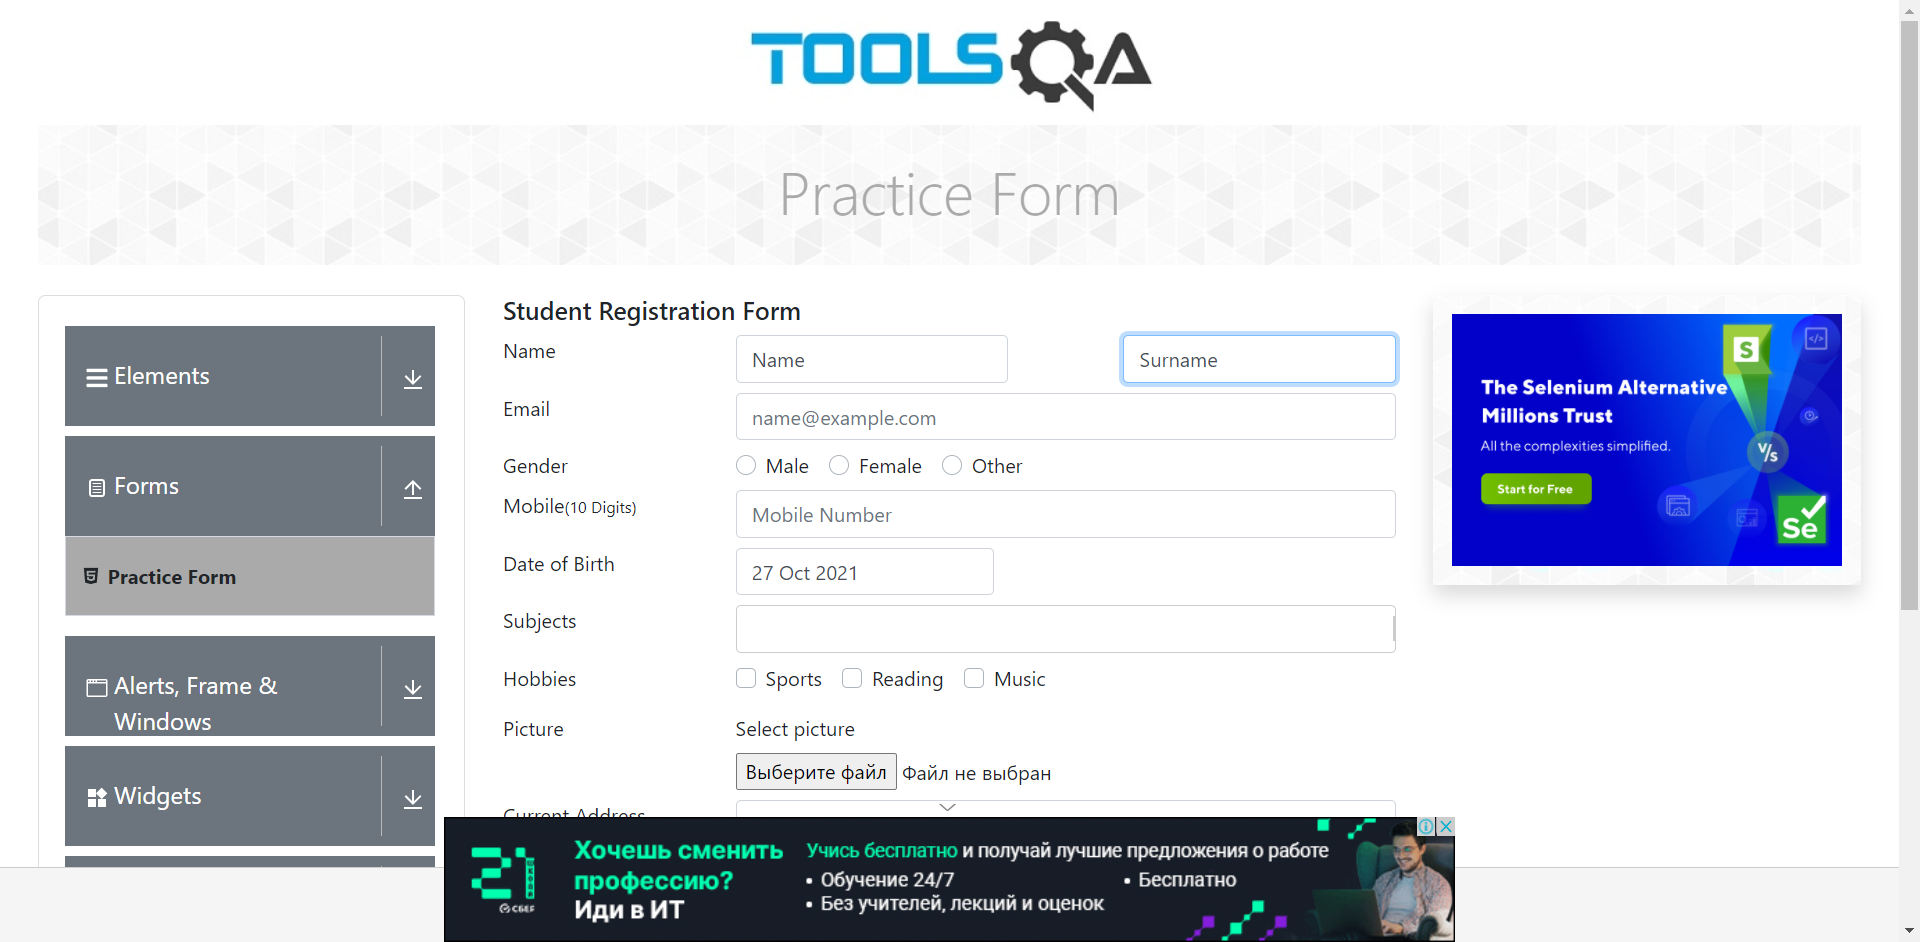 TOOLSQA
Practice Form
Elements
Forms
Practice Form
Alerts, Frame &
Windows
Widgets
Student Registration Form
Name
Name
Surname
Email
name@example.com
Gender
Male
Female
Other
Mobile(10 Digits)
Mobile Number
Date of Birth
27 Oct 2021
Subjects
Hobbies
Sports
Reading
Music
Picture
Select picture
Выберите файл
Файл не выбран
Current Address
The Selenium Alternative
Millions Trust
All the complexities simplified.
Start for Free
S
V/s
Se
21
ШКОЛА
СБЕР
Хочешь сменить
профессию?
Иди в ИТ
Учись бесплатно и получай лучшие предложения о работе
• Обучение 24/7
• Бесплатно
• Без учителей, лекций и оценок